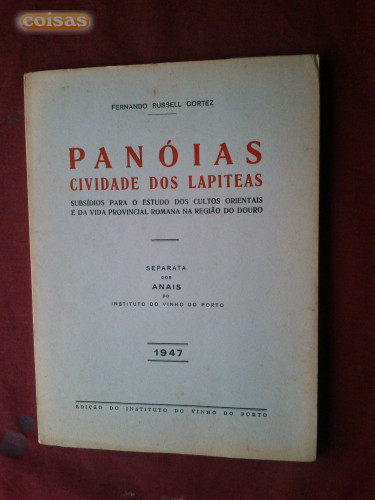 coisas
FERNANDO RUSSELL CORTEZ
PANÓIAS
CIVIDADE DOS LAPITEAS
SUBSÍDIOS PARA O ESTUDO DOS CULTOS ORIENTAIS
E DA VIDA PROVINCIAL ROMANA NA REGIÃO DO DOURO
SEPARATA
DOS
ANAIS
DO
INSTITUTO DO VINHO DO PORTO
1947
EDIÇÃO DO INSTITUTO DO VINHO DO PORTO